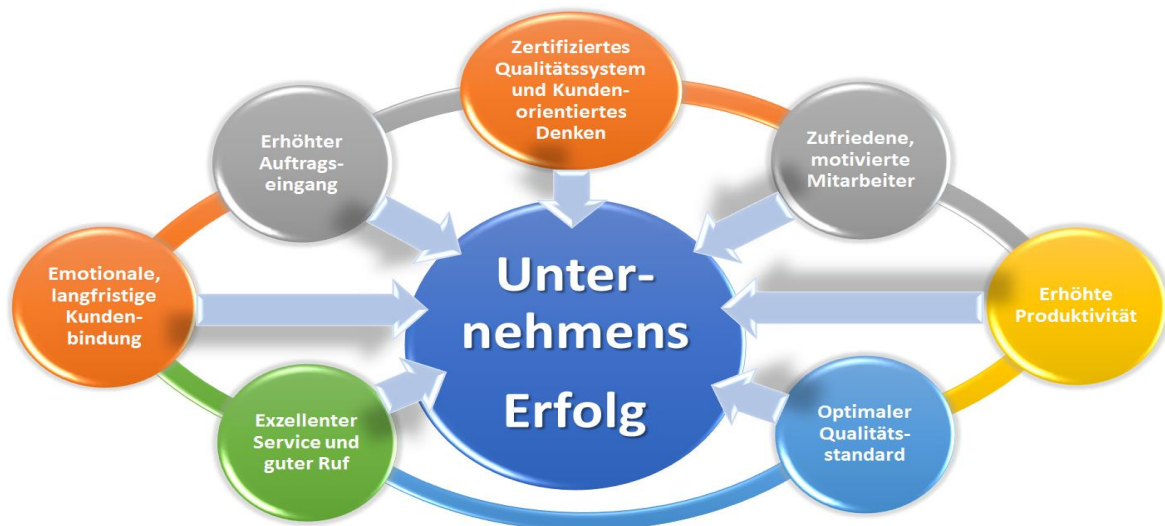 Zertifiziertes
Qualitätssystem
und Kunden-
orientiertes
Denken
Erhöhter
Auftrags-
eingang
Zufriedene,
motivierte
Mitarbeiter
Emotionale,
langfristige
Kunden-
bindung
Unter-
nehmens
Erfolg
Erhöhte
Produktivität
Exzellenter
Service und
guter Ruf
Optimaler
Qualitäts-
standard